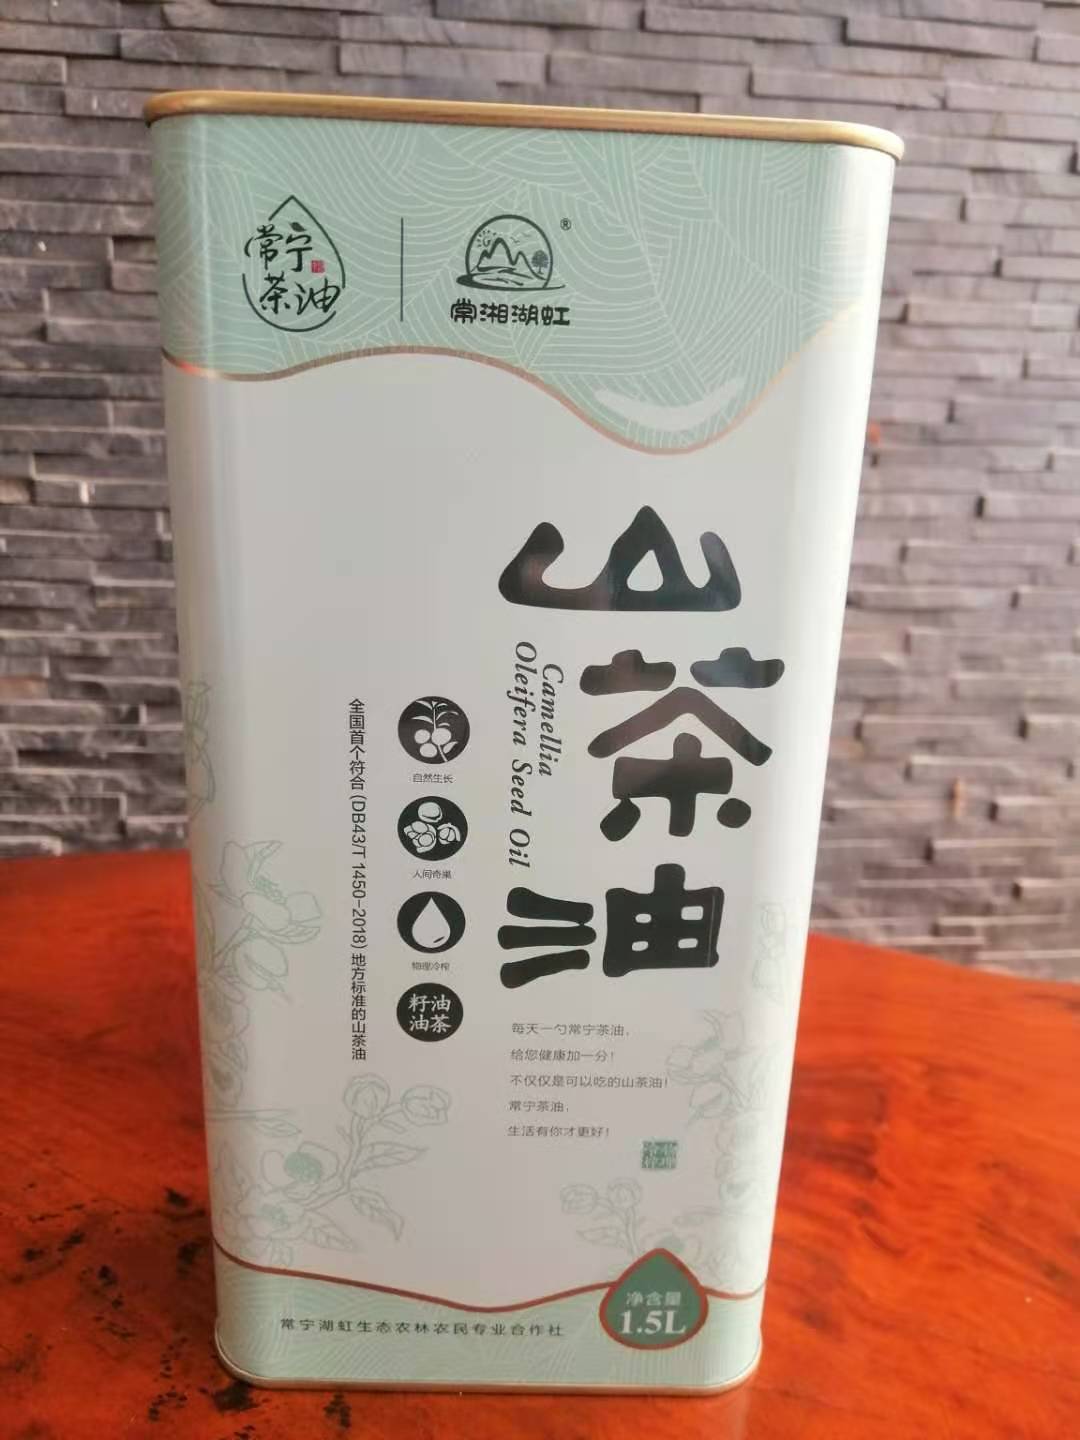 常宁
茶油
®
常湘湖虹
山茶油
Camellia
Oleifera Seed Oil
自然生长
人间奇果
物理冷榨
油茶
籽油
全国首个符合(DB43/T 1450-2018)地方标准的山茶油
每天一勺常宁茶油，
给您健康加一分！
不仅仅是可以吃的山茶油！
常宁茶油，
生活有你才更好！
物理
冷榨
净含量
1.5L
常宁湖虹生态农林农民专业合作社